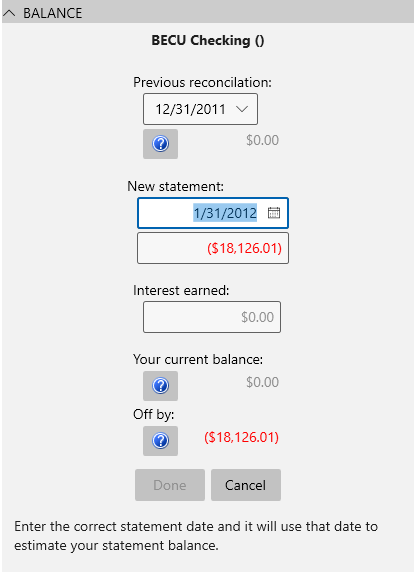 BALANCE
BECU Checking ()
Previous reconcilation:
12/31/2011
? $0.00
New statement:
1/31/2012
($18,126.01)
Interest earned:
$0.00
Your current balance:
? $0.00
Off by:
? ($18,126.01)
Done Cancel
Enter the correct statement date and it will use that date to
estimate your statement balance.